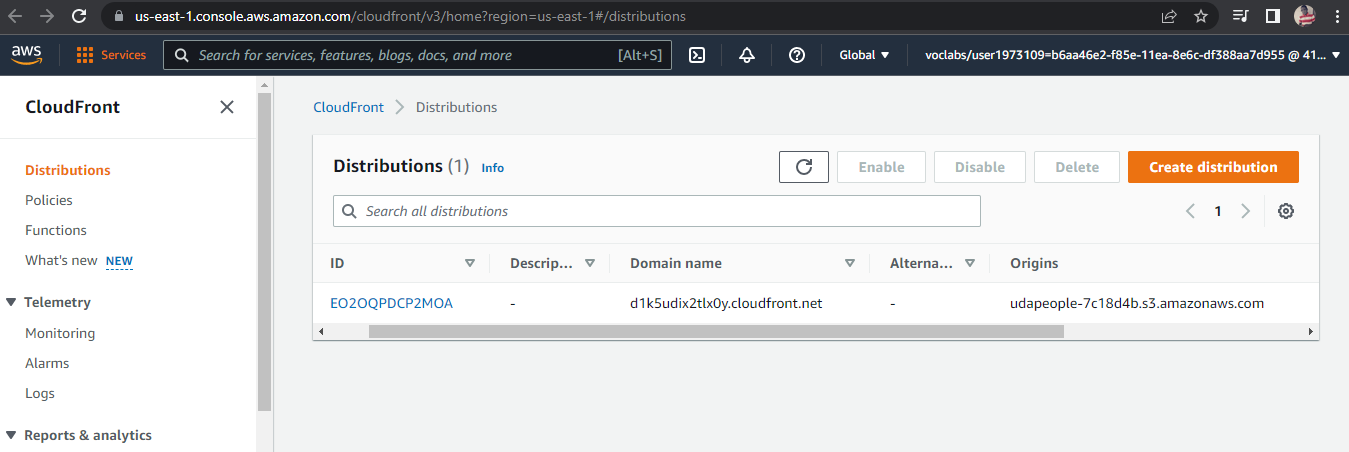 us-east-1.console.aws.amazon.com/cloudfront/v3/home?region=us-east-1#/distributions
aws Services Search for services, features, blogs, docs, and more [Alt+S] Global voclabs/user1973109=b6aa46e2-f85e-11ea-8e6c-df388aa7d955 @ 41...
CloudFront
Distributions
Policies
Functions
What's new NEW
Telemetry
Monitoring
Alarms
Logs
Reports & analytics
CloudFront Distributions
Distributions (1) Info Enable Disable Delete Create distribution
Search all distributions 1
ID Descrip... Domain name Alterna... Origins
EO2OQPDCP2MOA - d1k5udix2tlx0y.cloudfront.net - udapeople-7c18d4b.s3.amazonaws.com